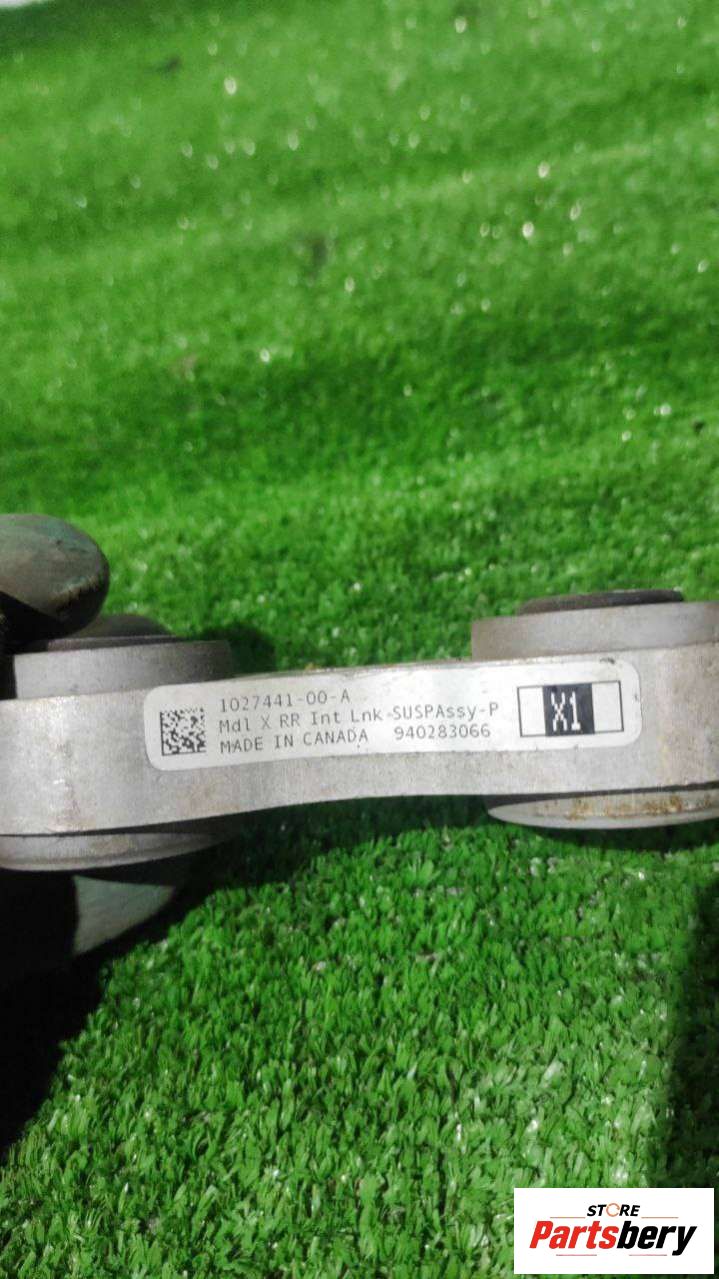 1027441-00-A
Mdl X RR Int Lnk-SUSPAssy-P
MADE IN CANADA 940283066
X1
STORE
Partsbery